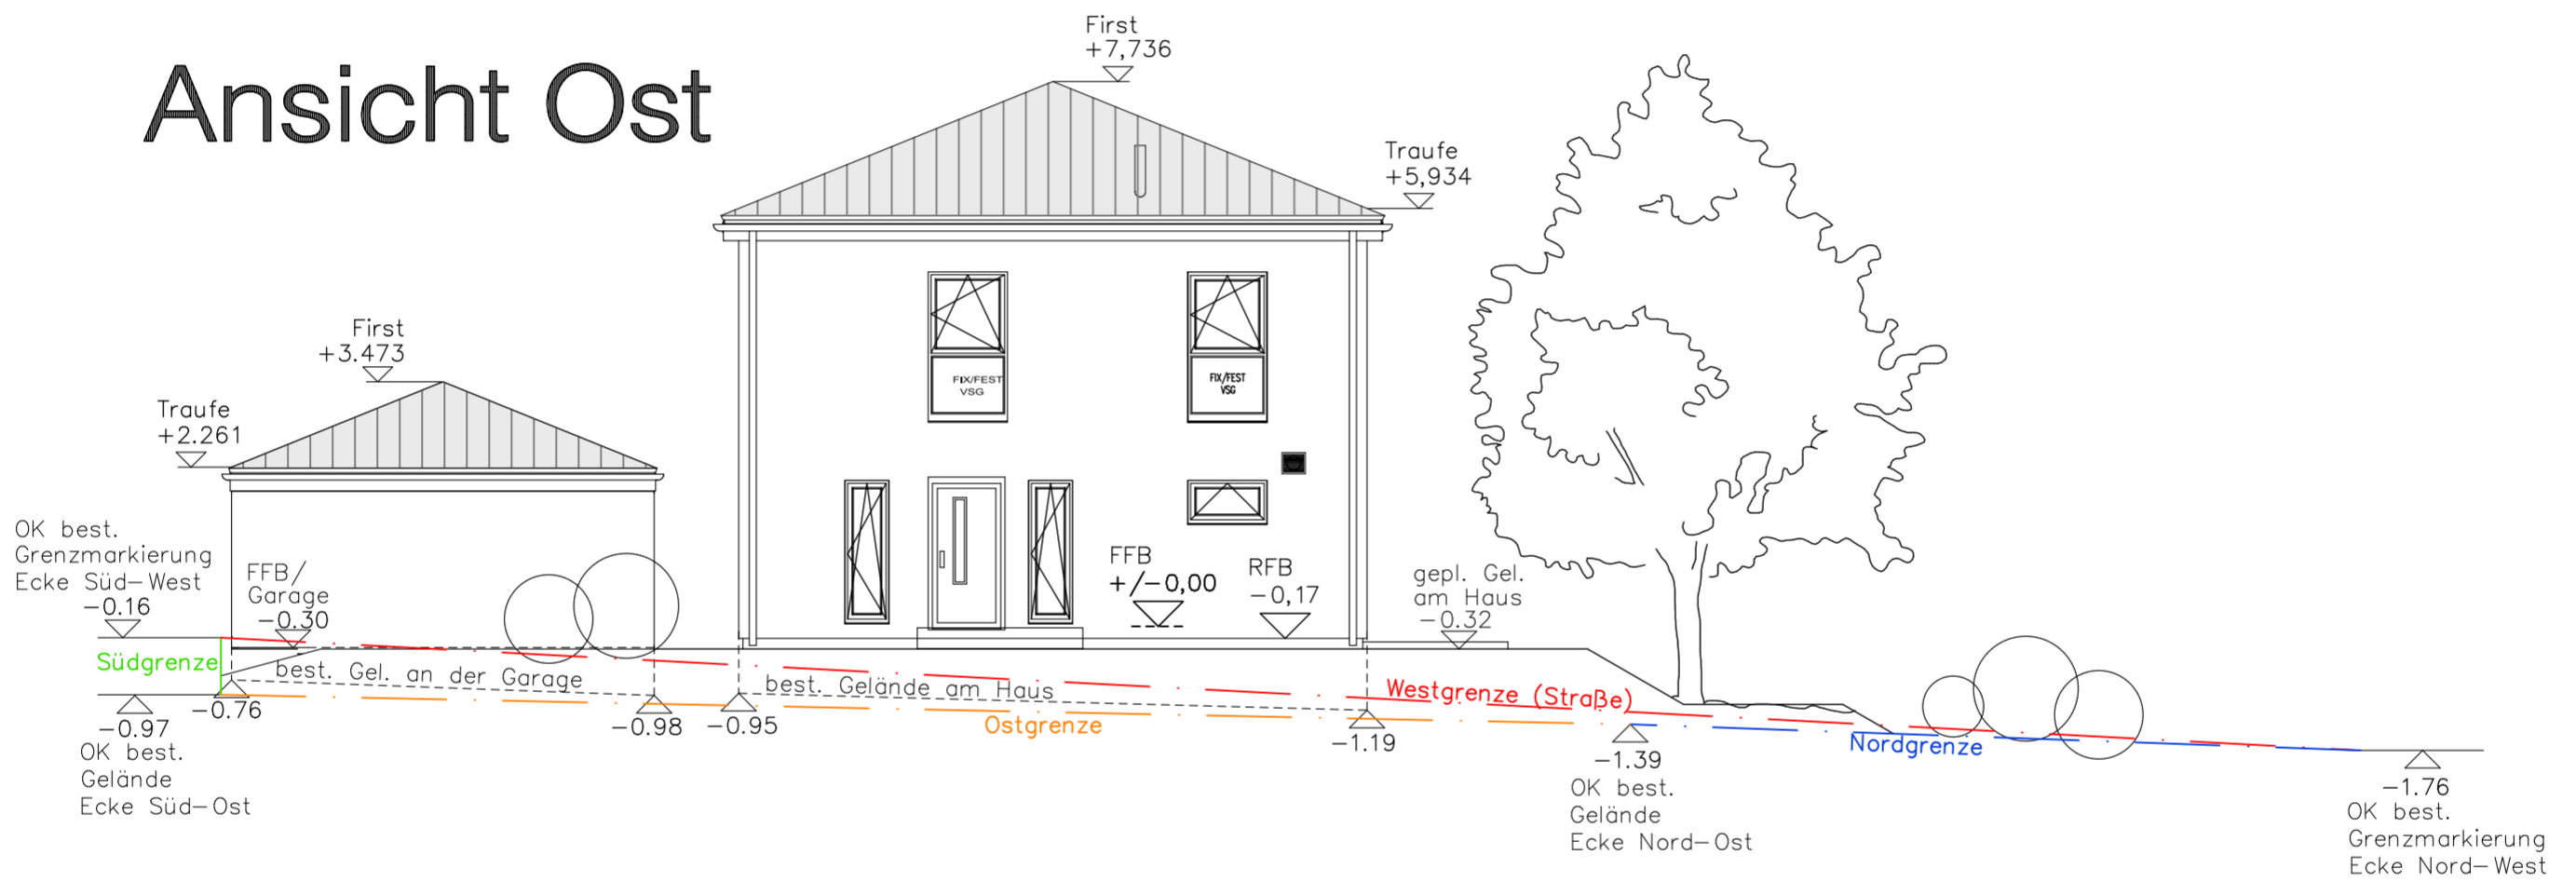 Ansicht Ost
First
+7,736
Traufe
+5,934
First
+3.473
Traufe
+2.261
FIX/FEST
VSG
FIX/FEST
VSG
OK best.
Grenzmarkierung
Ecke Süd-West
-0.16
FFB/
Garage
-0.30
FFB
+/-0,00
RFB
-0,17
gepl. Gel.
am Haus
-0.32
Südgrenze
best. Gel. an der Garage
best. Gelände am Haus
Westgrenze (Straße)
Ostgrenze
Nordgrenze
-0.97
OK best.
Gelände
Ecke Süd-Ost
-0.76
-0.98
-0.95
-1.19
-1.39
OK best.
Gelände
Ecke Nord-Ost
-1.76
OK best.
Grenzmarkierung
Ecke Nord-West